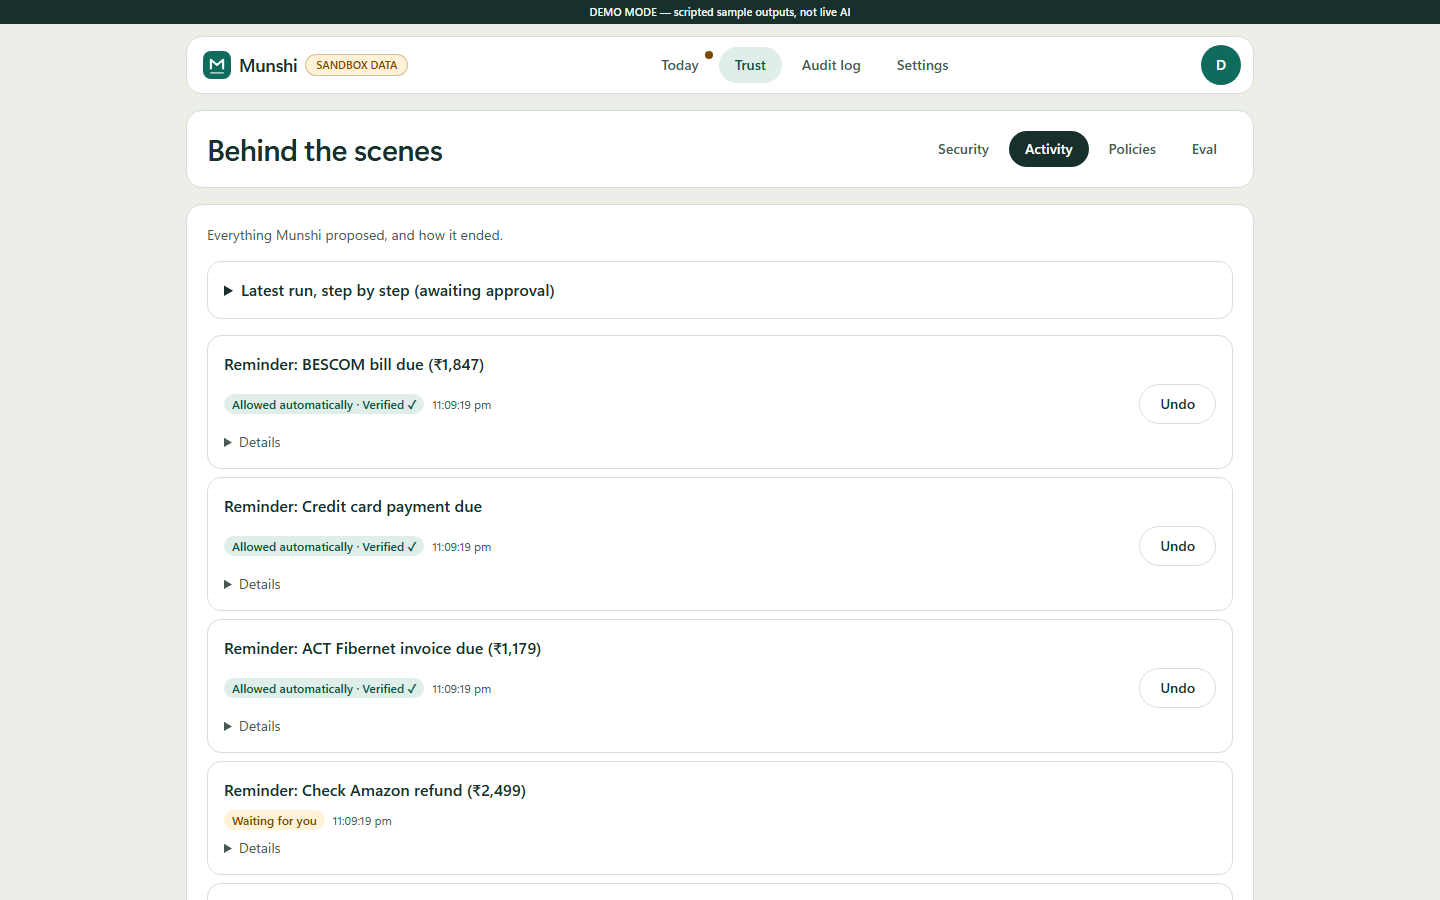 DEMO MODE — scripted sample outputs, not live AI
Munshi SANDBOX DATA Today Trust Audit log Settings D
Behind the scenes Security Activity Policies Eval
Everything Munshi proposed, and how it ended.
▶ Latest run, step by step (awaiting approval)
Reminder: BESCOM bill due (₹1,847)
Allowed automatically · Verified ✓ 11:09:19 pm Undo
▶ Details
Reminder: Credit card payment due
Allowed automatically · Verified ✓ 11:09:19 pm Undo
▶ Details
Reminder: ACT Fibernet invoice due (₹1,179)
Allowed automatically · Verified ✓ 11:09:19 pm Undo
▶ Details
Reminder: Check Amazon refund (₹2,499)
Waiting for you 11:09:19 pm
▶ Details